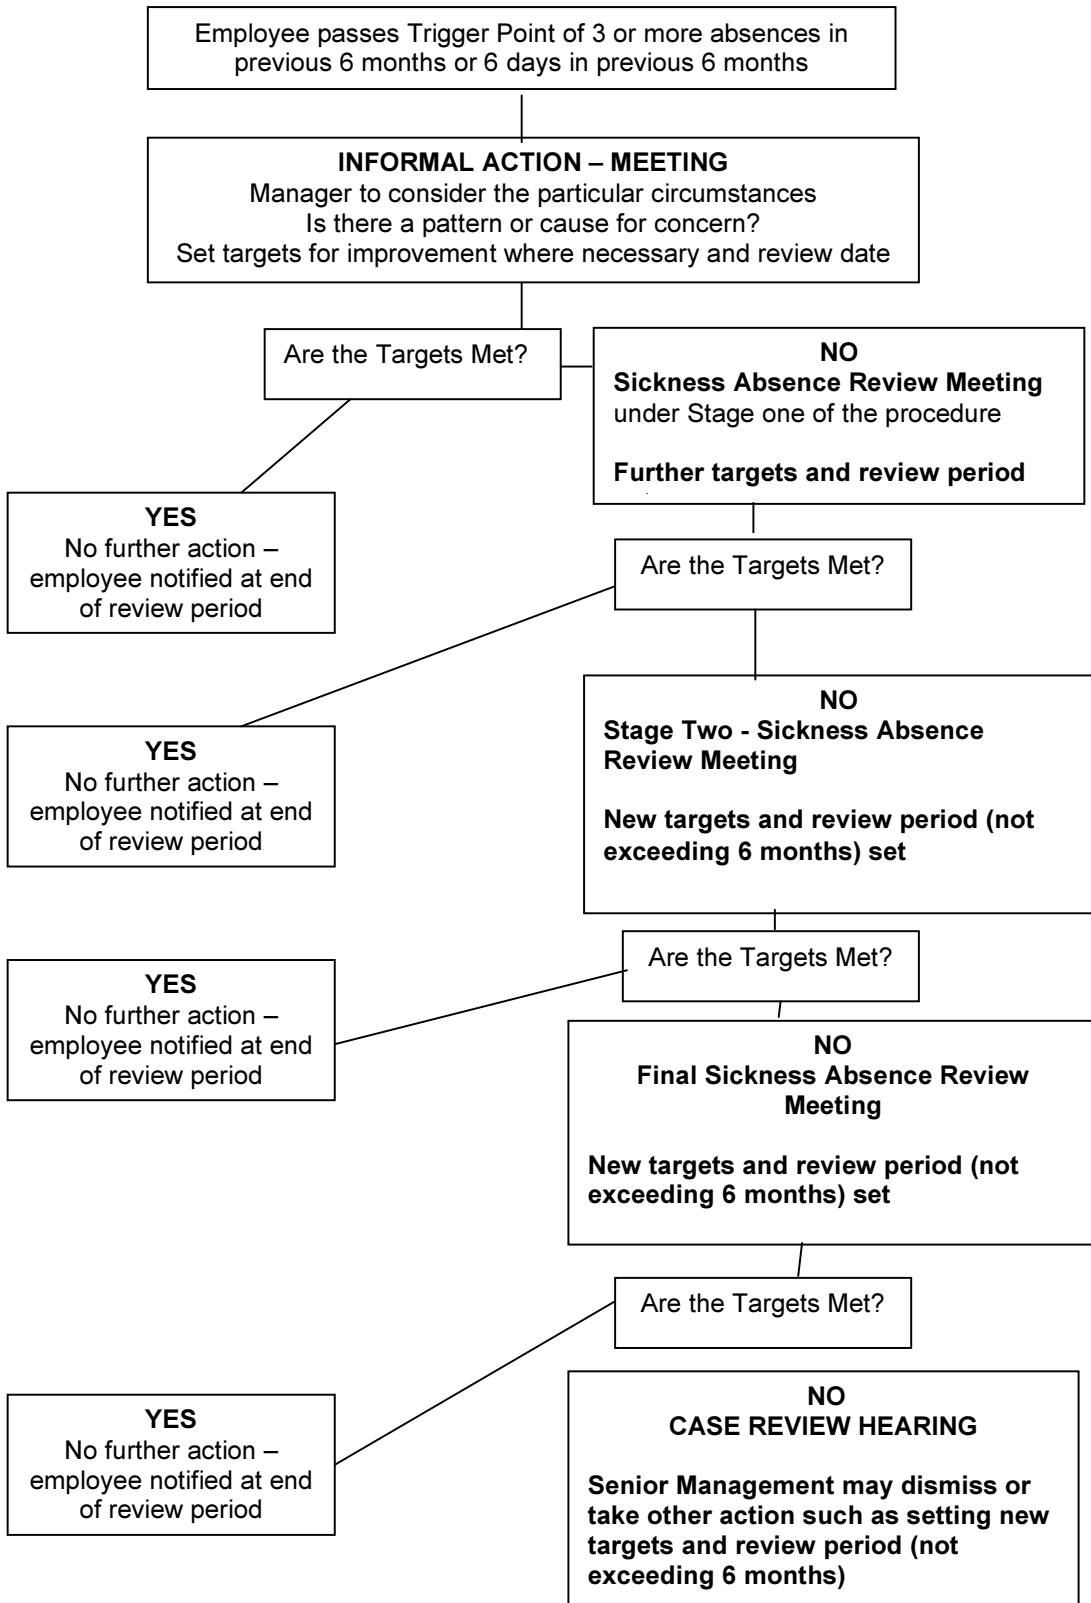 Employee passes Trigger Point of 3 or more absences in
previous 6 months or 6 days in previous 6 months
INFORMAL ACTION – MEETING
Manager to consider the particular circumstances
Is there a pattern or cause for concern?
Set targets for improvement where necessary and review date
Are the Targets Met?
NO
Sickness Absence Review Meeting
under Stage one of the procedure
Further targets and review period
YES
No further action –
employee notified at end
of review period
Are the Targets Met?
NO
Stage Two - Sickness Absence
Review Meeting
New targets and review period (not
exceeding 6 months) set
YES
No further action –
employee notified at end
of review period
Are the Targets Met?
YES
No further action –
employee notified at end
of review period
NO
Final Sickness Absence Review
Meeting
New targets and review period (not
exceeding 6 months) set
Are the Targets Met?
YES
No further action –
employee notified at end
of review period
NO
CASE REVIEW HEARING
Senior Management may dismiss or
take other action such as setting new
targets and review period (not
exceeding 6 months)